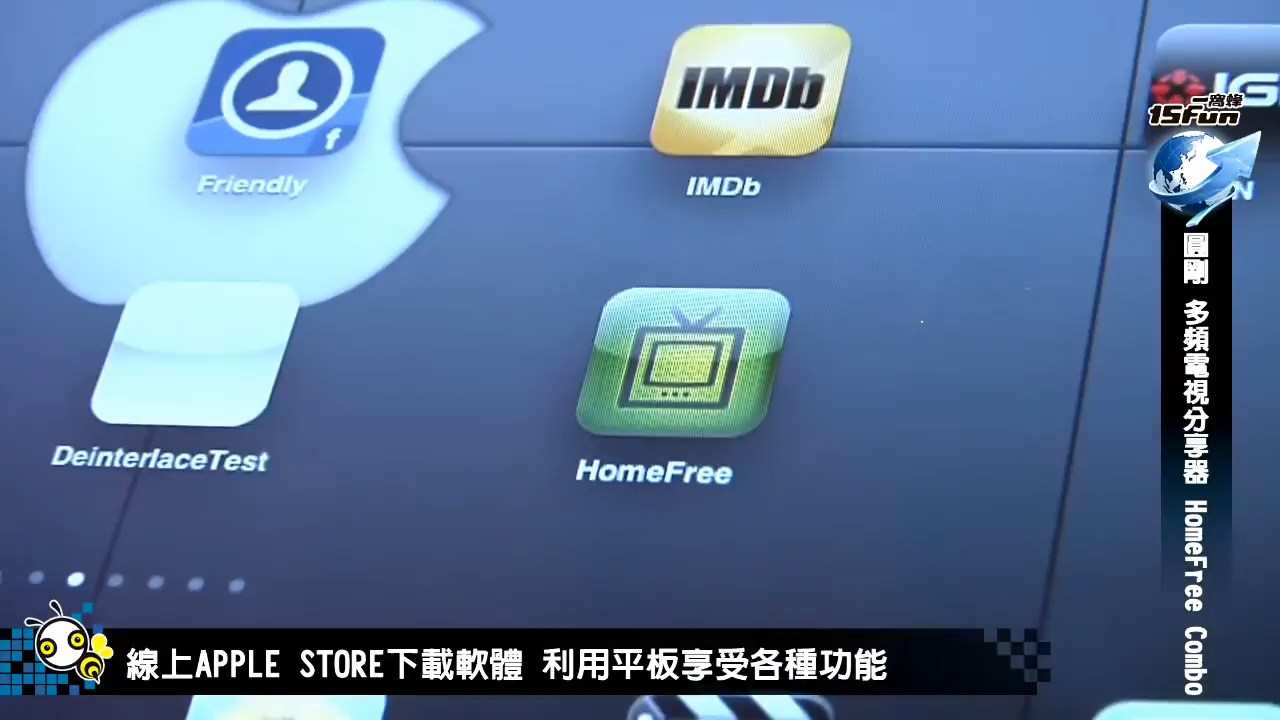 f
Friendly
IMDb
IMDb
IG
一窩蜂
15Fun
N
DeinterlaceTest
HomeFree
圓剛 多頻電視分享器 HomeFree Combo
線上APPLE STORE下載軟體 利用平板享受各種功能